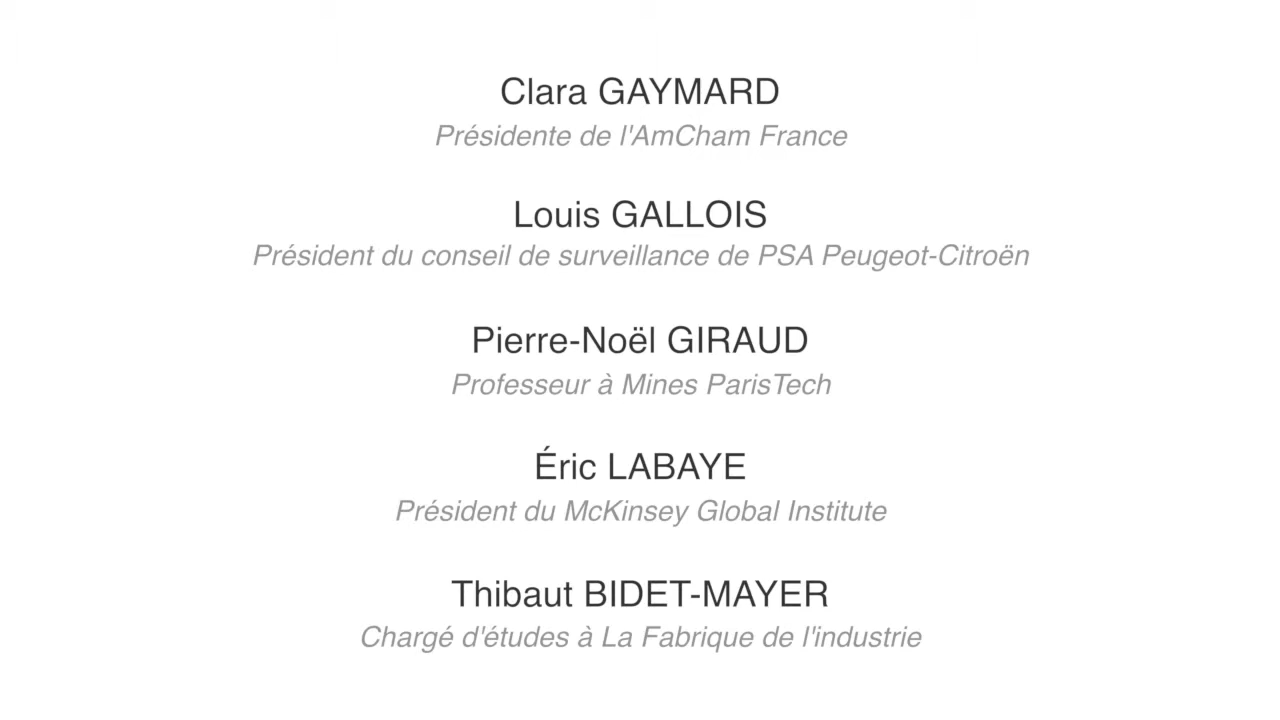 Clara GAYMARD
Présidente de l'AmCham France
Louis GALLOIS
Président du conseil de surveillance de PSA Peugeot-Citroën
Pierre-Noël GIRAUD
Professeur à Mines ParisTech
Éric LABAYE
Président du McKinsey Global Institute
Thibaut BIDET-MAYER
Chargé d'études à La Fabrique de l'industrie